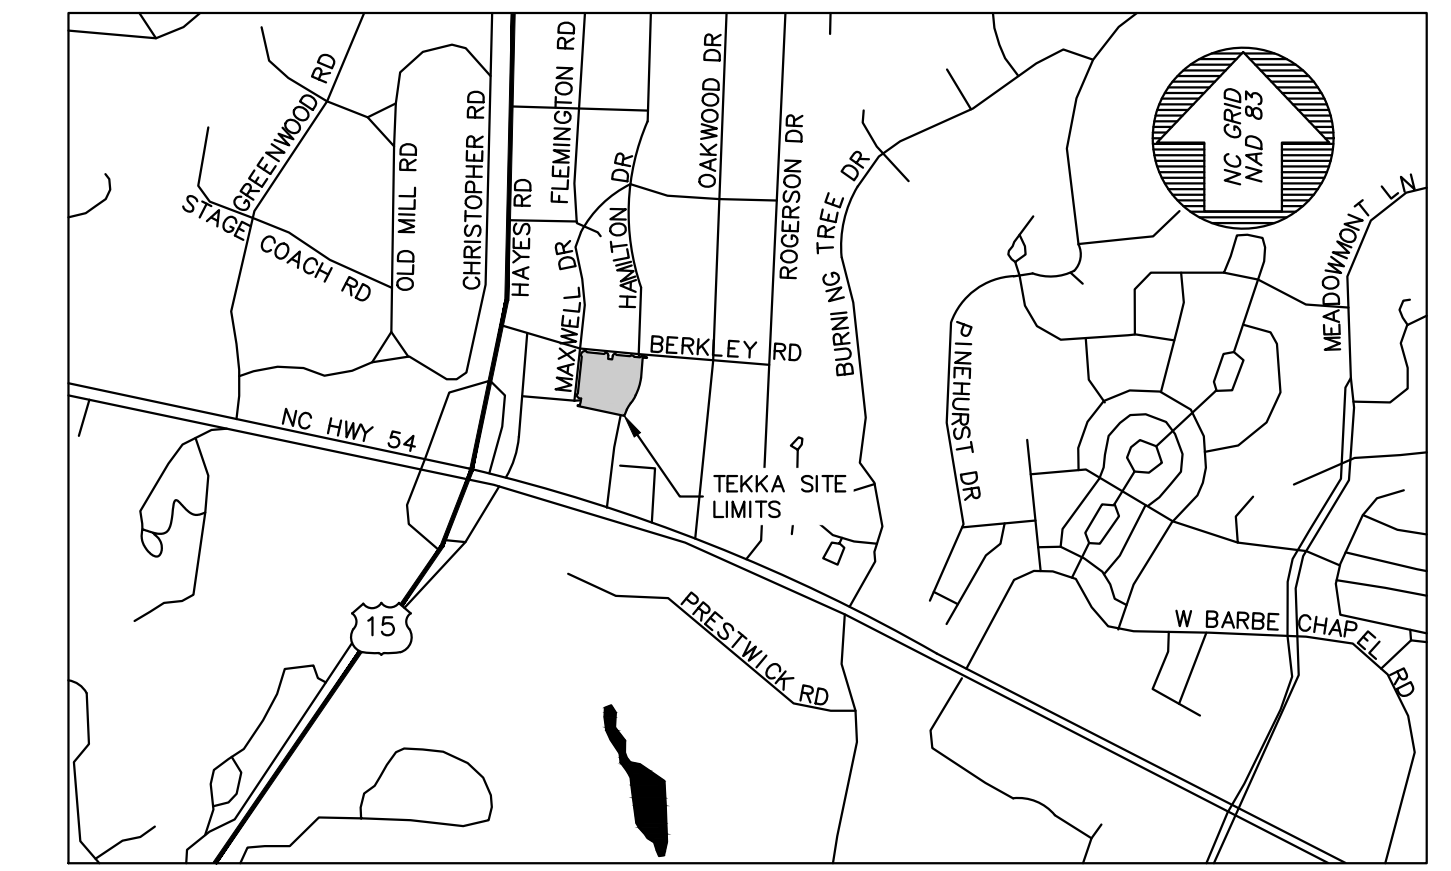 GREENWOOD RD
STAGE COACH RD
OLD MILL RD
CHRISTOPHER RD
HAYES RD
FLEMINGTON RD
MAXWELL DR
HAMILTON DR
OAKWOOD DR
ROGERSON DR
BURNING TREE DR
NC GRID
NAD 83
MEADOWMONT LN
BERKLEY RD
PINEHURST DR
NC HWY 54
TEKKA SITE
LIMITS
15
PRESTWICK RD
W BARBE CHAPEL RD